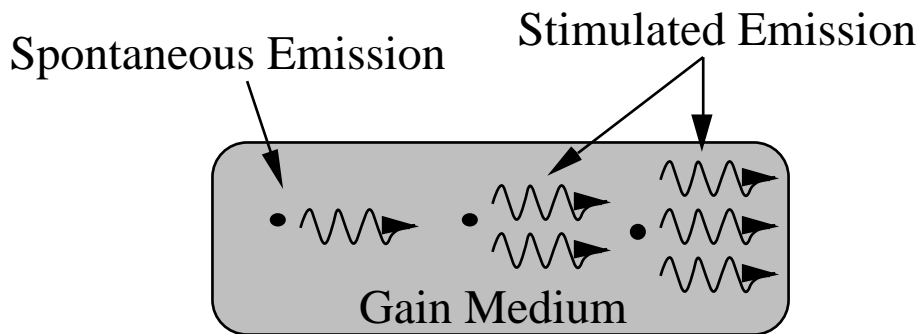 Stimulated Emission
Spontaneous Emission
Gain Medium